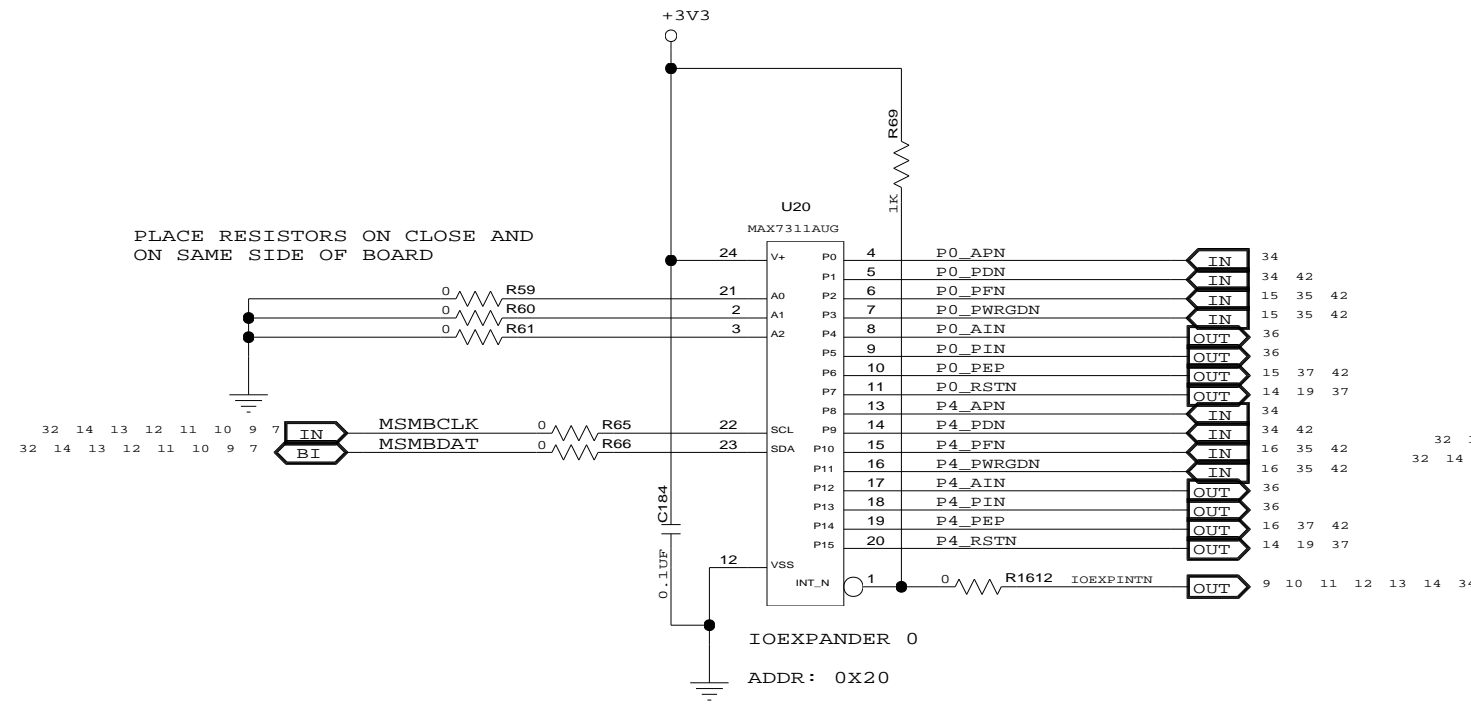 +3V3
R69
1K
U20
MAX7311AUG
PLACE RESISTORS ON CLOSE AND
ON SAME SIDE OF BOARD
24 V+ P0 4 P0_APN IN 34
P1 5 P0_PDN IN 34 42
0 R59 21 A0 P2 6 P0_PFN IN 15 35 42
0 R60 2 A1 P3 7 P0_PWRGDN IN 15 35 42
0 R61 3 A2 P4 8 P0_AIN OUT 36
P5 9 P0_PIN OUT 36
P6 10 P0_PEP OUT 15 37 42
P7 11 P0_RSTN OUT 14 19 37
P8 13 P4_APN IN 34
32 14 13 12 11 10 9 7 IN MSMBCLK 0 R65 22 SCL P9 14 P4_PDN IN 34 42
32 14 13 12 11 10 9 7 BI MSMBDAT 0 R66 23 SDA P10 15 P4_PFN IN 16 35 42
P11 16 P4_PWRGDN IN 16 35 42
32 14
P12 17 P4_AIN OUT 36
P13 18 P4_PIN OUT 36
C184
0.1UF
P14 19 P4_PEP OUT 16 37 42
P15 20 P4_RSTN OUT 14 19 37
12 VSS
INT_N 1 0 R1612 IOEXPINTN OUT 9 10 11 12 13 14 34
IOEXPANDER 0
ADDR: 0X20